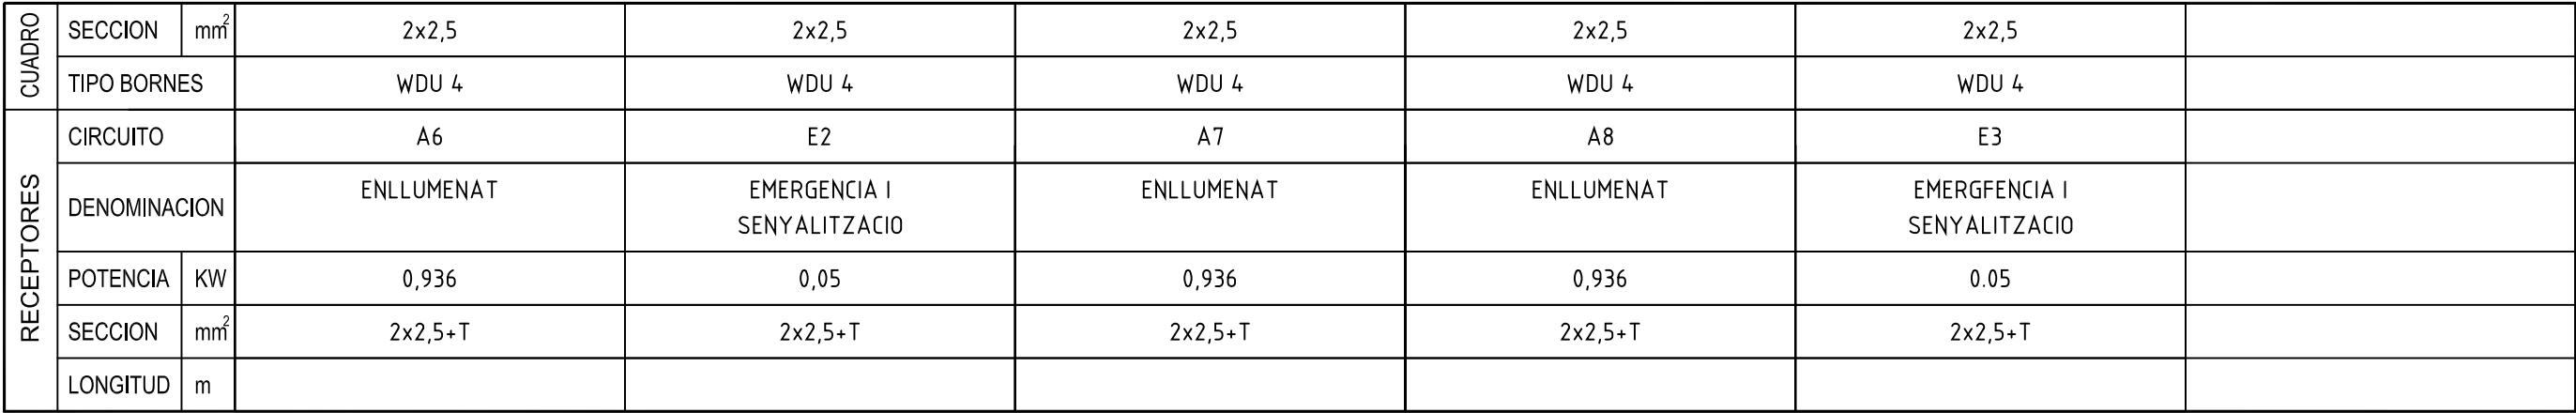 CUADRO
SECCION mm² 2x2,5 2x2,5 2x2,5 2x2,5 2x2,5
TIPO BORNES WDU 4 WDU 4 WDU 4 WDU 4 WDU 4
RECEPTORES
CIRCUITO A6 E2 A7 A8 E3
DENOMINACION ENLLUMENAT EMERGENCIA I ENLLUMENAT ENLLUMENAT EMERGFENCIA I
SENYALITZACIO SENYALITZACIO
POTENCIA KW 0,936 0,05 0,936 0,936 0.05
SECCION mm² 2x2,5+T 2x2,5+T 2x2,5+T 2x2,5+T 2x2,5+T
LONGITUD m